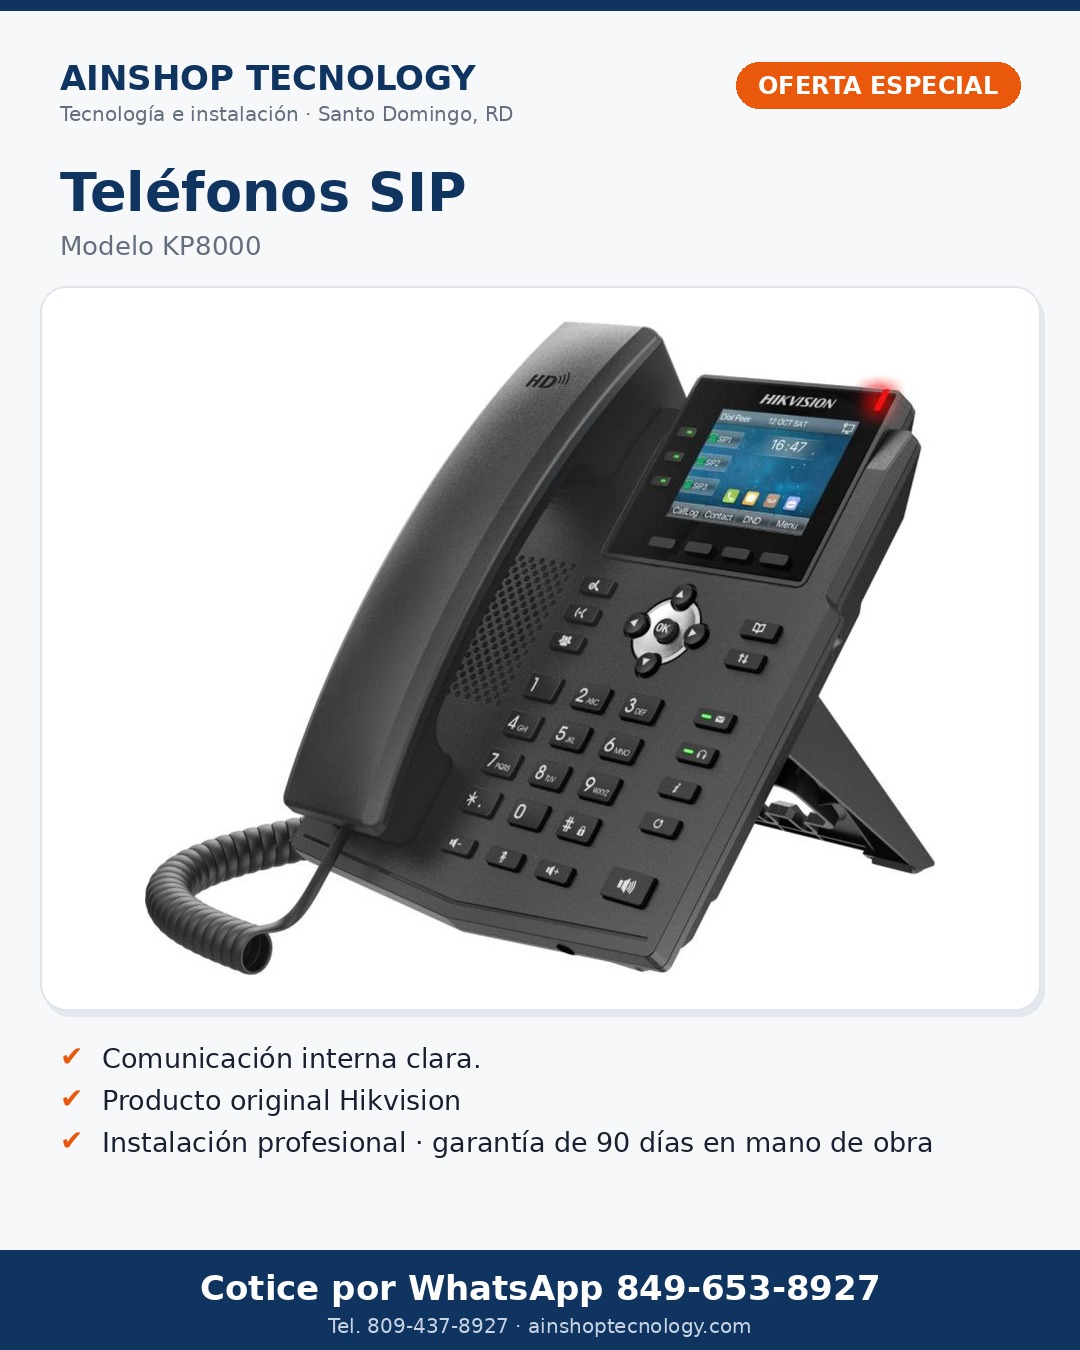 AINSHOP TECNOLOGY
OFERTA ESPECIAL
Tecnología e instalación · Santo Domingo, RD
Teléfonos SIP
Modelo KP8000
HD
HIKVISION
Dial Peer 12 OCT SAT
16:47
SIP1
SIP2
SIP3
CallLog Contact DND Menu
OK
1 2 ABC 3 DEF
4 GHI 5 JKL 6 MNO
7 PQRS 8 TUV 9 WXYZ
*. 0 #
i
✔ Comunicación interna clara.
✔ Producto original Hikvision
✔ Instalación profesional · garantía de 90 días en mano de obra
Cotice por WhatsApp 849-653-8927
Tel. 809-437-8927 · ainshoptecnology.com